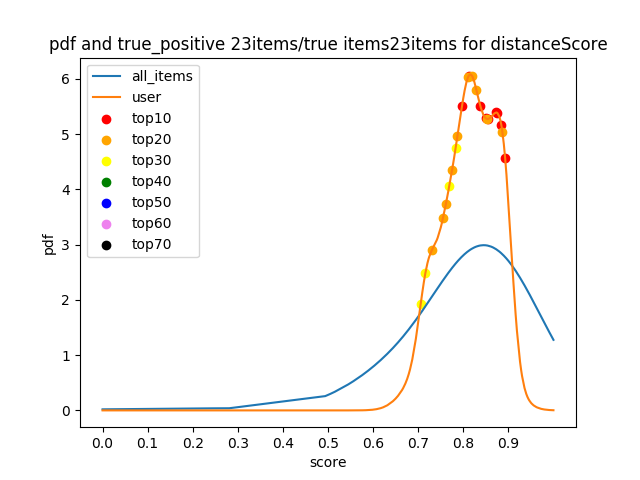 pdf and true_positive 23items/true items23items for distanceScore
all_items
user
top10
top20
top30
top40
top50
top60
top70
pdf
6
5
4
3
2
1
0
0.0 0.1 0.2 0.3 0.4 0.5 0.6 0.7 0.8 0.9
score